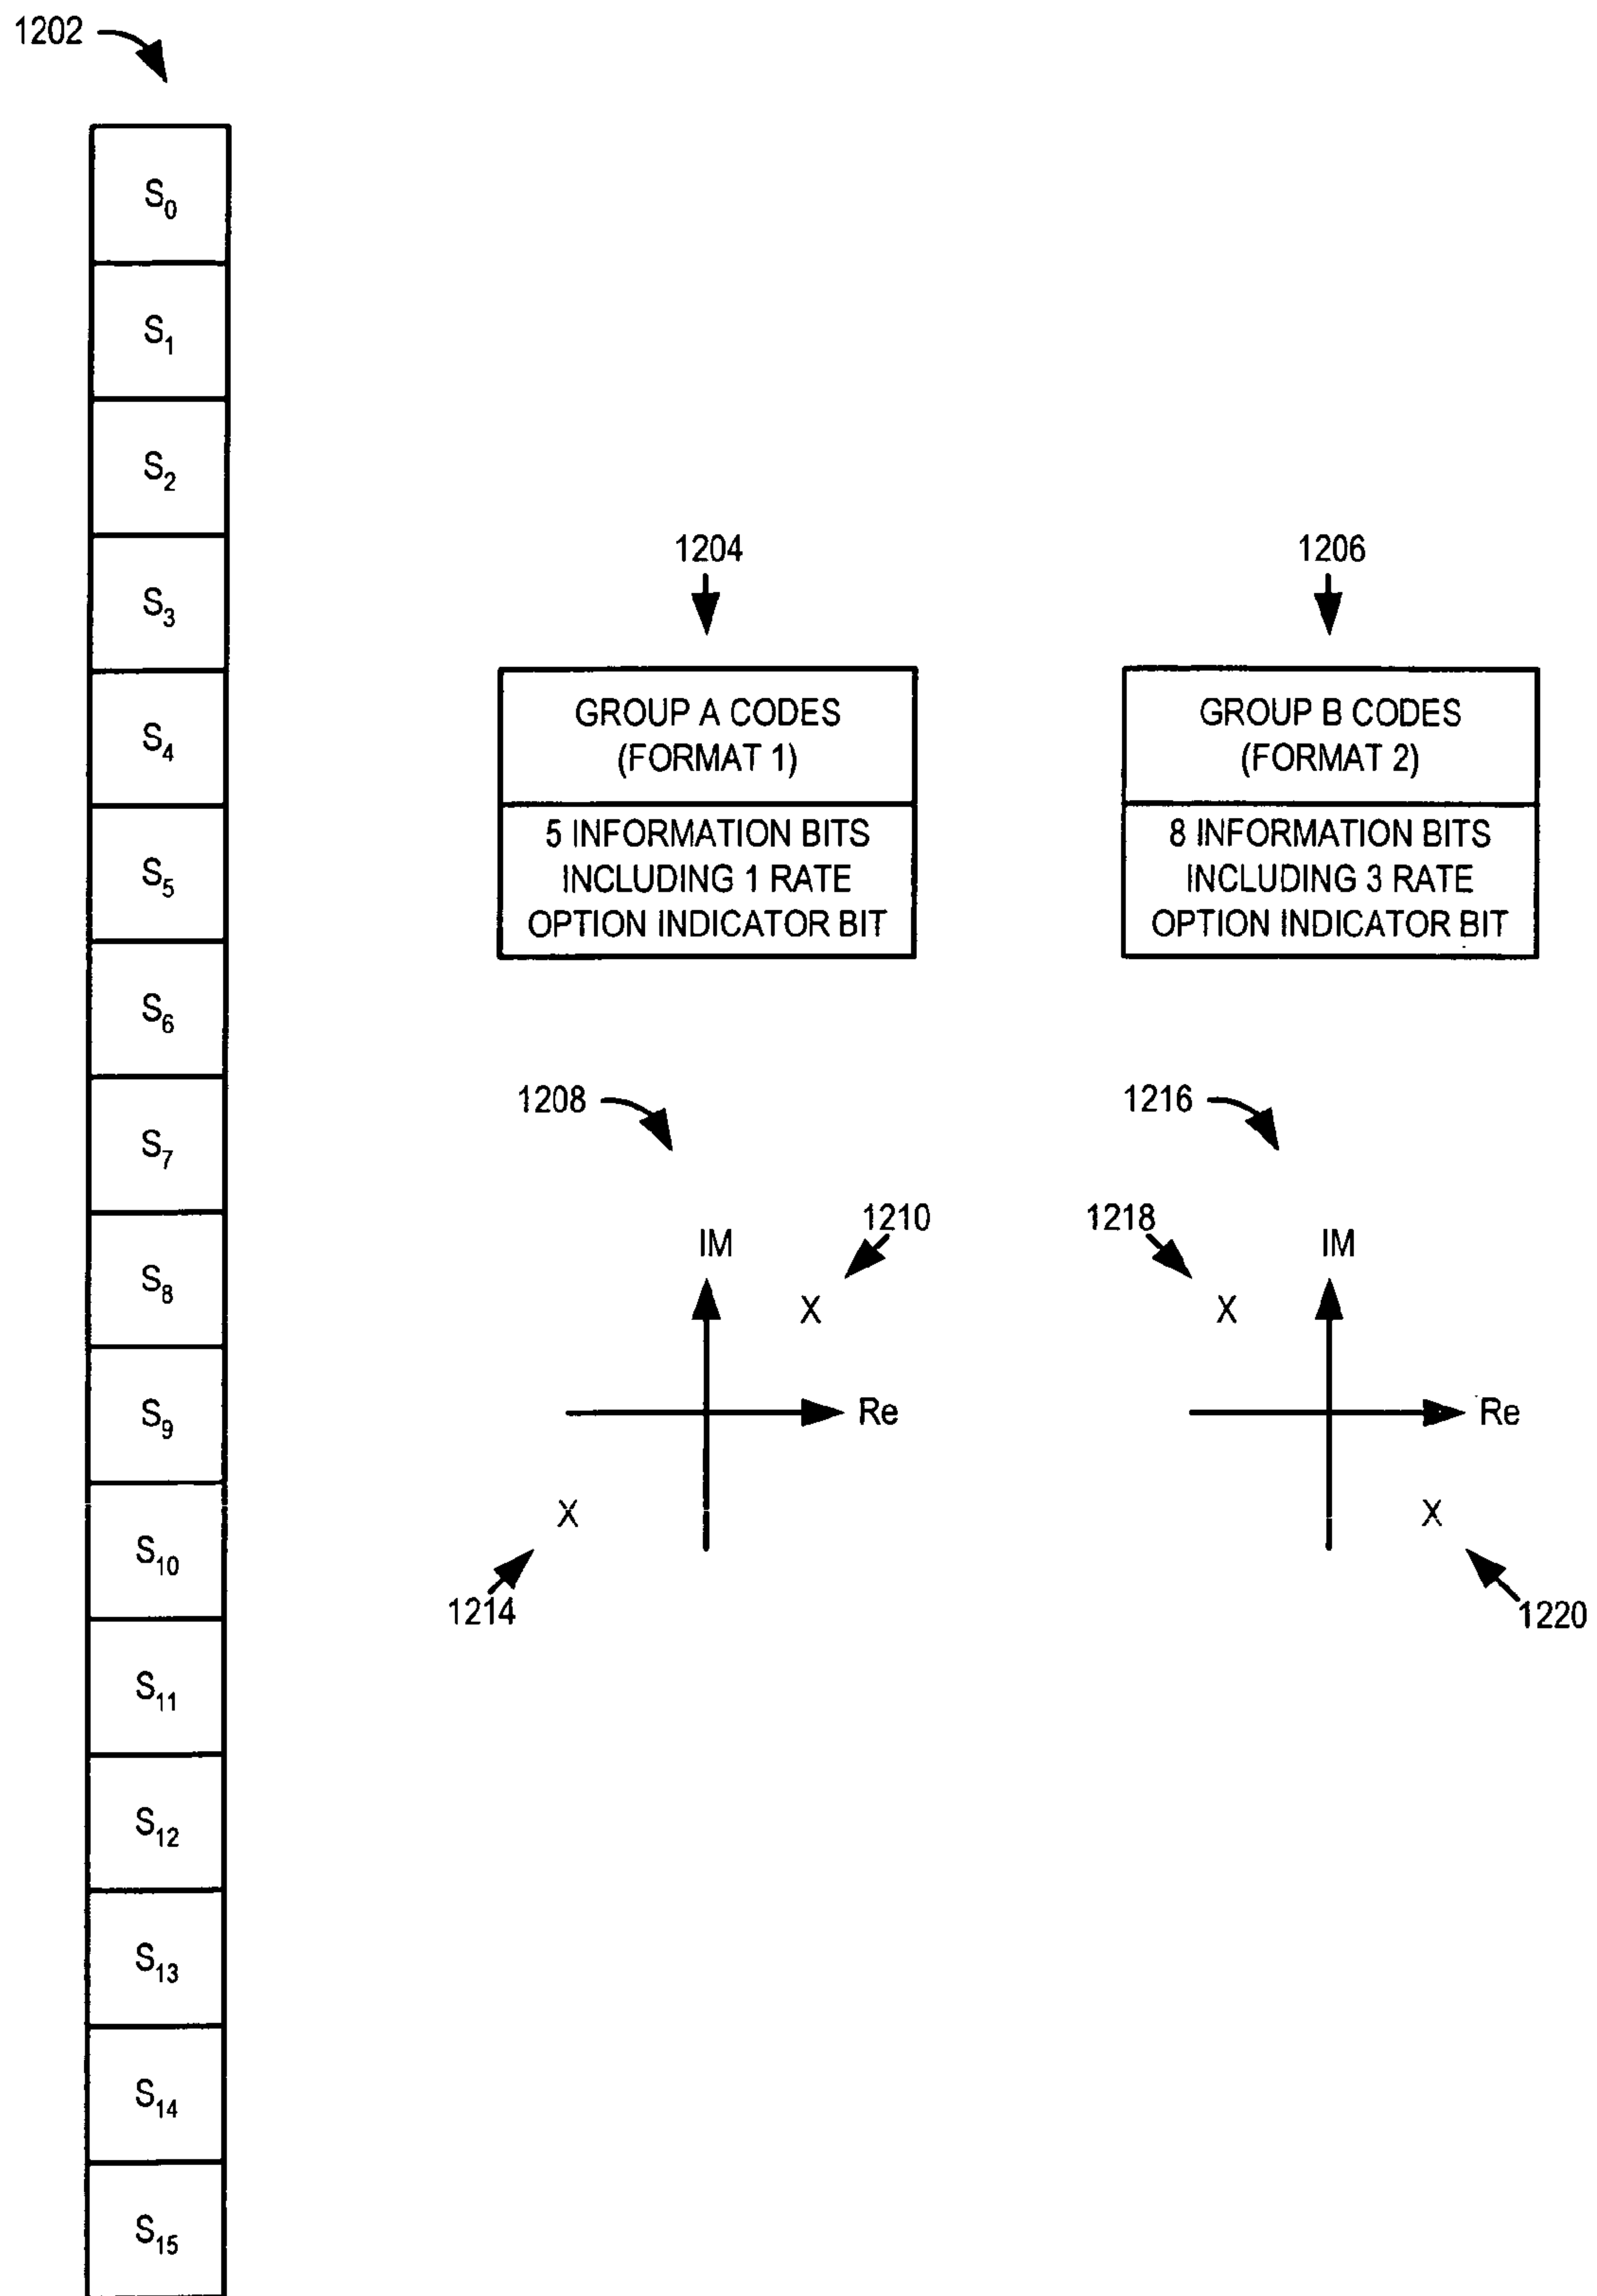 1202
S₀
S₁
S₂
S₃
S₄
S₅
S₆
S₇
S₈
S₉
S₁₀
S₁₁
S₁₂
S₁₃
S₁₄
S₁₅
1204
GROUP A CODES
(FORMAT 1)
5 INFORMATION BITS
INCLUDING 1 RATE
OPTION INDICATOR BIT
1206
GROUP B CODES
(FORMAT 2)
8 INFORMATION BITS
INCLUDING 3 RATE
OPTION INDICATOR BIT
1208
1210
IM
X
Re
X
1214
1216
1218
IM
X
Re
X
1220